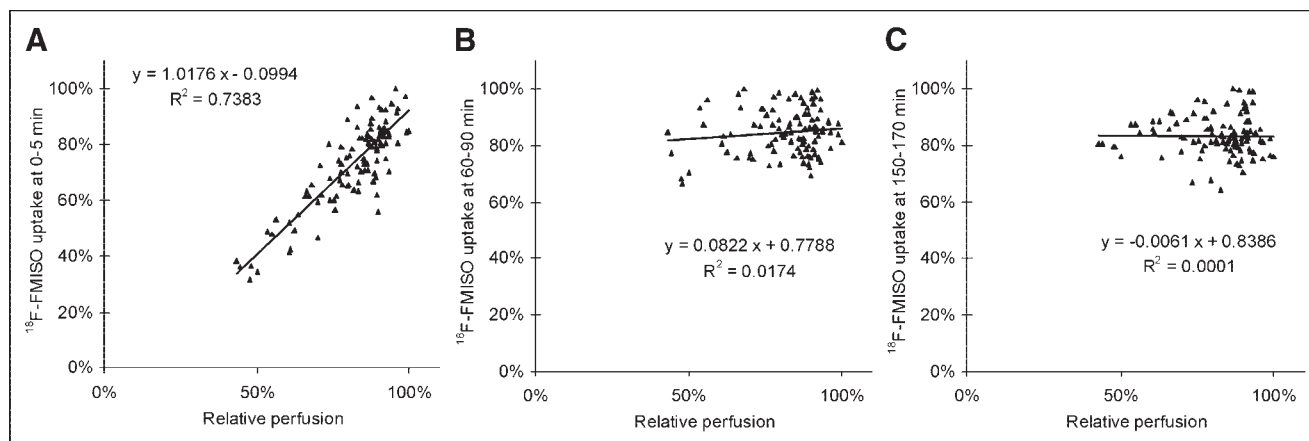 A
y = 1.0176 x - 0.0994
R² = 0.7383
100%
80%
60%
40%
20%
0%
0%
50%
100%
¹⁸F-FMISO uptake at 0-5 min
Relative perfusion
B
100%
80%
60%
40%
20%
0%
y = 0.0822 x + 0.7788
R² = 0.0174
0%
50%
100%
¹⁸F-FMISO uptake at 60-90 min
Relative perfusion
C
100%
80%
60%
40%
20%
0%
y = -0.0061 x + 0.8386
R² = 0.0001
0%
50%
100%
¹⁸F-FMISO uptake at 150-170 min
Relative perfusion